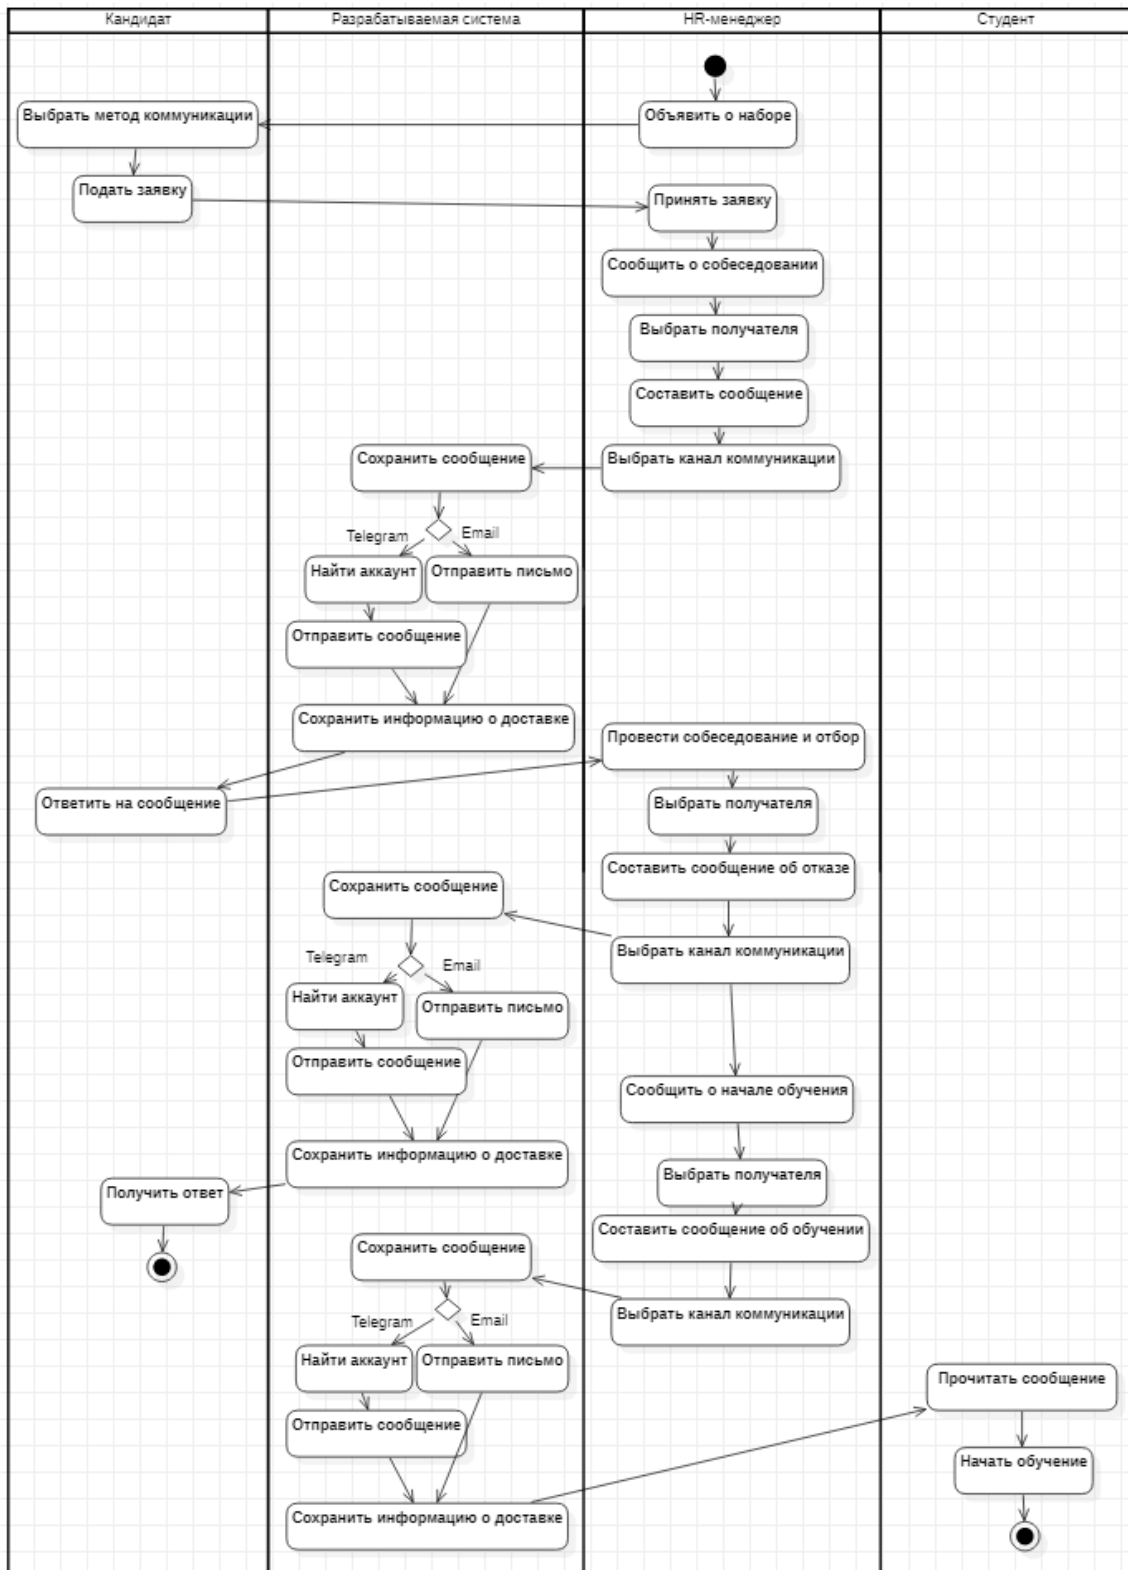 Кандидат
Разрабатываемая система
HR-менеджер
Студент
Выбрать метод коммуникации
Объявить о наборе
Подать заявку
Принять заявку
Сообщить о собеседовании
Выбрать получателя
Составить сообщение
Сохранить сообщение
Выбрать канал коммуникации
Telegram
Email
Найти аккаунт
Отправить письмо
Отправить сообщение
Сохранить информацию о доставке
Провести собеседование и отбор
Ответить на сообщение
Выбрать получателя
Составить сообщение об отказе
Сохранить сообщение
Выбрать канал коммуникации
Telegram
Email
Найти аккаунт
Отправить письмо
Отправить сообщение
Сообщить о начале обучения
Сохранить информацию о доставке
Выбрать получателя
Получить ответ
Составить сообщение об обучении
Сохранить сообщение
Выбрать канал коммуникации
Telegram
Email
Найти аккаунт
Отправить письмо
Прочитать сообщение
Отправить сообщение
Начать обучение
Сохранить информацию о доставке